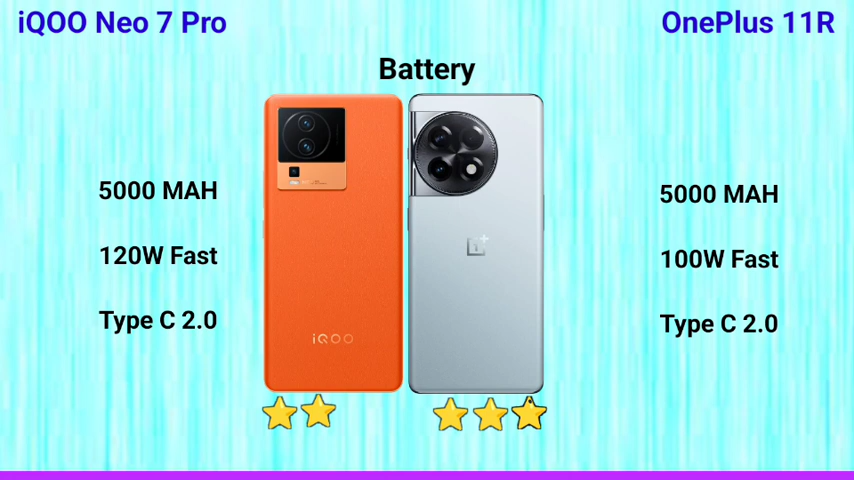 iQOO Neo 7 Pro
OnePlus 11R
Battery
5000 MAH
120W Fast
Type C 2.0
iQOO
5000 MAH
100W Fast
Type C 2.0